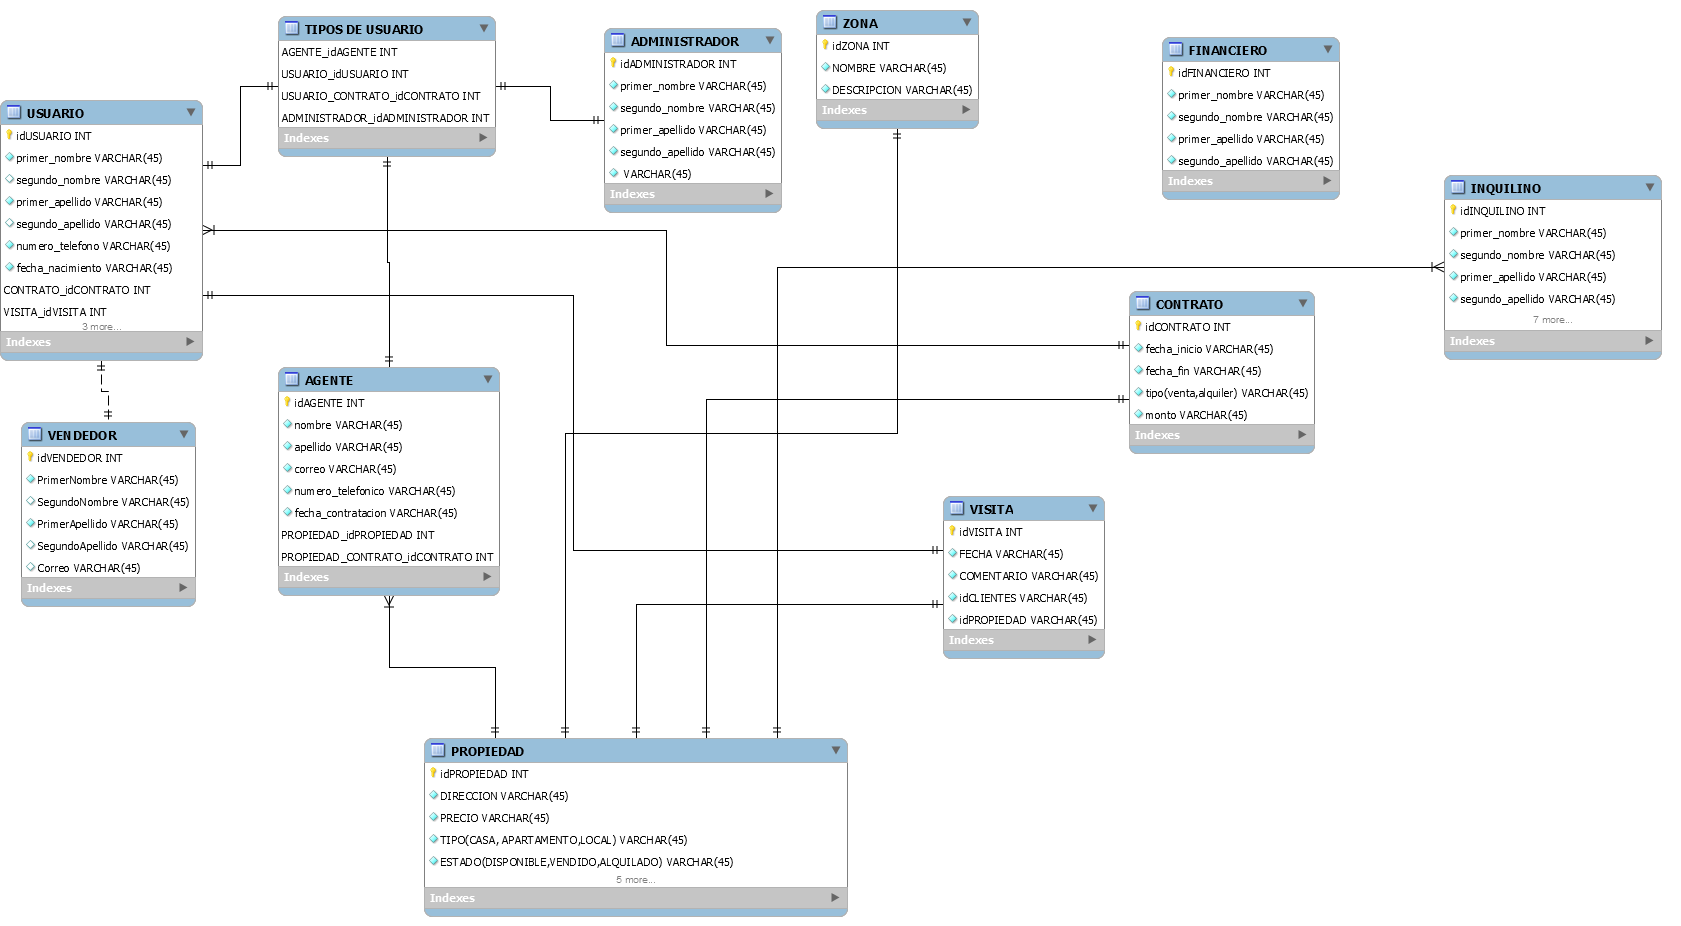 USUARIO
idUSUARIO INT
primer_nombre VARCHAR(45)
segundo_nombre VARCHAR(45)
primer_apellido VARCHAR(45)
segundo_apellido VARCHAR(45)
numero_telefono VARCHAR(45)
fecha_nacimiento VARCHAR(45)
CONTRATO_idCONTRATO INT
VISITA_idVISITA INT
3 more...
Indexes
VENDEDOR
idVENDEDOR INT
PrimerNombre VARCHAR(45)
SegundoNombre VARCHAR(45)
PrimerApellido VARCHAR(45)
SegundoApellido VARCHAR(45)
Correo VARCHAR(45)
Indexes
TIPOS DE USUARIO
AGENTE_idAGENTE INT
USUARIO_idUSUARIO INT
USUARIO_CONTRATO_idCONTRATO INT
ADMINISTRADOR_idADMINISTRADOR INT
Indexes
AGENTE
idAGENTE INT
nombre VARCHAR(45)
apellido VARCHAR(45)
correo VARCHAR(45)
numero_telefonico VARCHAR(45)
fecha_contratacion VARCHAR(45)
PROPIEDAD_idPROPIEDAD INT
PROPIEDAD_CONTRATO_idCONTRATO INT
Indexes
ADMINISTRADOR
idADMINISTRADOR INT
primer_nombre VARCHAR(45)
segundo_nombre VARCHAR(45)
primer_apellido VARCHAR(45)
segundo_apellido VARCHAR(45)
VARCHAR(45)
Indexes
ZONA
idZONA INT
NOMBRE VARCHAR(45)
DESCRIPCION VARCHAR(45)
Indexes
FINANCIERO
idFINANCIERO INT
primer_nombre VARCHAR(45)
segundo_nombre VARCHAR(45)
primer_apellido VARCHAR(45)
segundo_apellido VARCHAR(45)
Indexes
INQUILINO
idINQUILINO INT
primer_nombre VARCHAR(45)
segundo_nombre VARCHAR(45)
primer_apellido VARCHAR(45)
segundo_apellido VARCHAR(45)
7 more...
Indexes
CONTRATO
idCONTRATO INT
fecha_inicio VARCHAR(45)
fecha_fin VARCHAR(45)
tipo(venta,alquiler) VARCHAR(45)
monto VARCHAR(45)
Indexes
VISITA
idVISITA INT
FECHA VARCHAR(45)
COMENTARIO VARCHAR(45)
idCLIENTES VARCHAR(45)
idPROPIEDAD VARCHAR(45)
Indexes
PROPIEDAD
idPROPIEDAD INT
DIRECCION VARCHAR(45)
PRECIO VARCHAR(45)
TIPO(CASA, APARTAMENTO,LOCAL) VARCHAR(45)
ESTADO(DISPONIBLE,VENDIDO,ALQUILADO) VARCHAR(45)
5 more...
Indexes